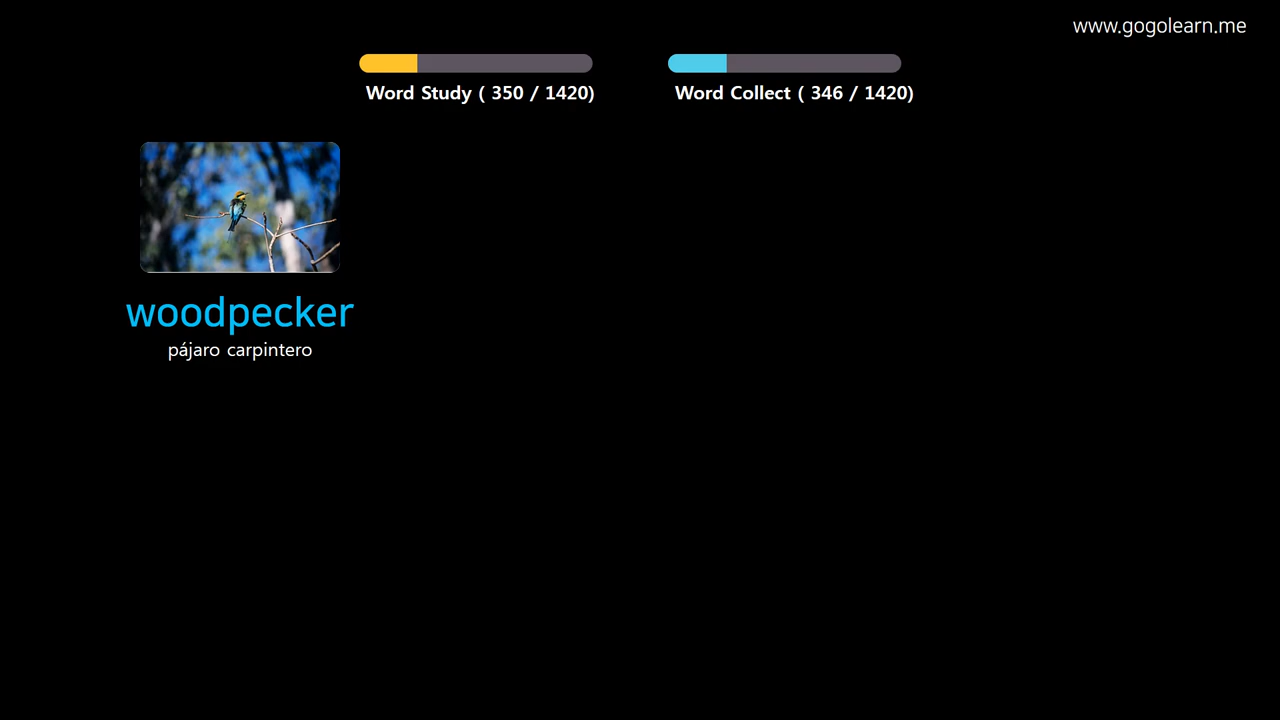 www.gogolearn.me
Word Study ( 350 / 1420)
Word Collect ( 346 / 1420)
woodpecker
pájaro carpintero